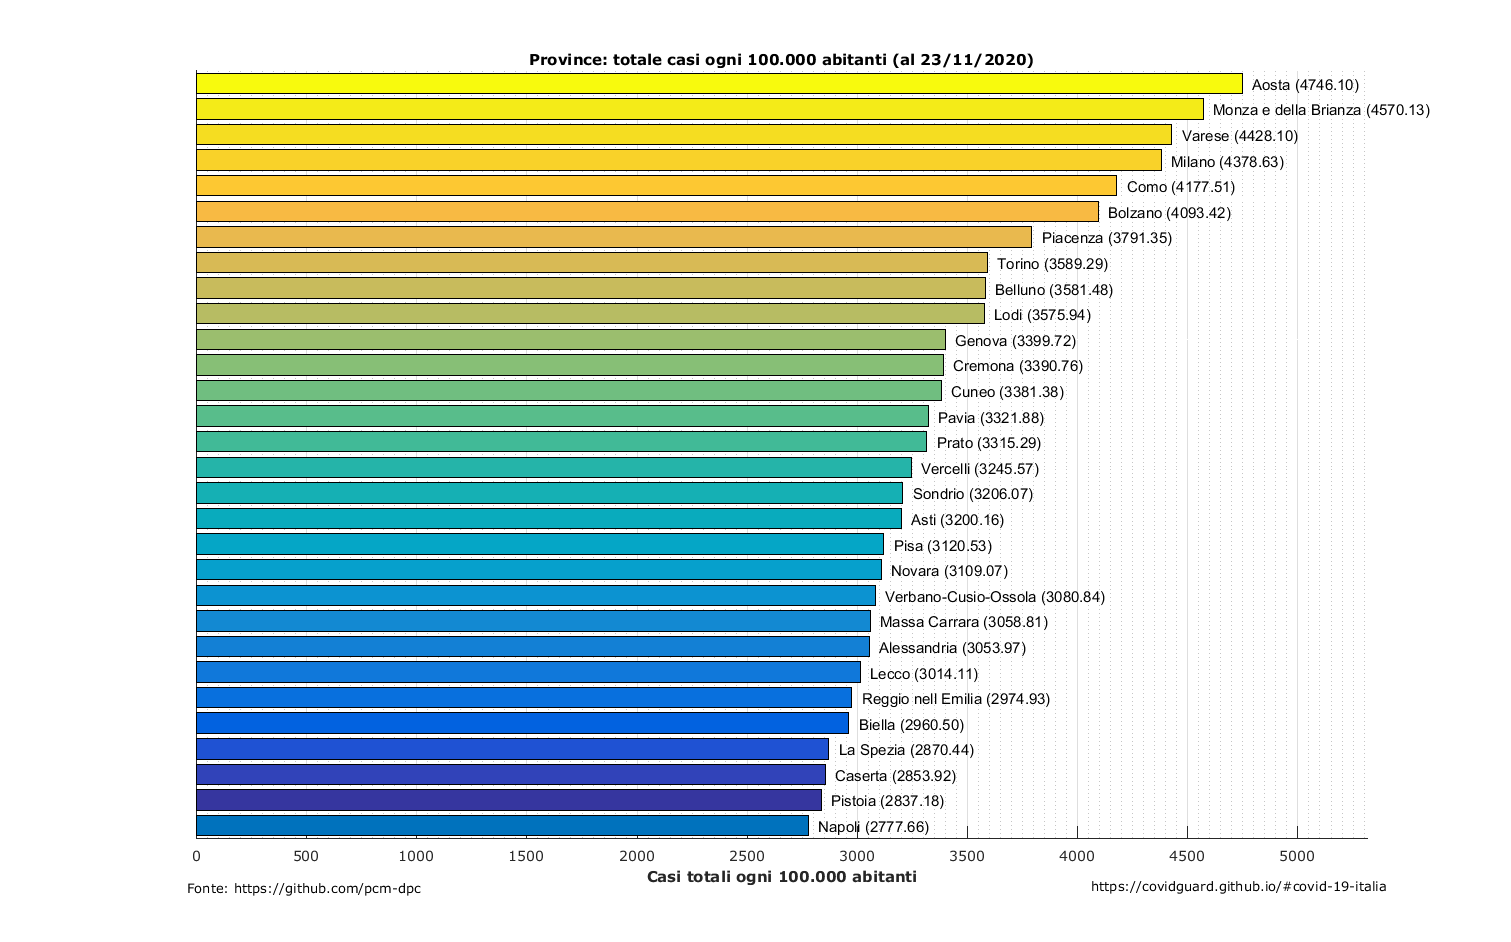 Province: totale casi ogni 100.000 abitanti (al 23/11/2020)
Aosta (4746.10)
Monza e della Brianza (4570.13)
Varese (4428.10)
Milano (4378.63)
Como (4177.51)
Bolzano (4093.42)
Piacenza (3791.35)
Torino (3589.29)
Belluno (3581.48)
Lodi (3575.94)
Genova (3399.72)
Cremona (3390.76)
Cuneo (3381.38)
Pavia (3321.88)
Prato (3315.29)
Vercelli (3245.57)
Sondrio (3206.07)
Asti (3200.16)
Pisa (3120.53)
Novara (3109.07)
Verbano-Cusio-Ossola (3080.84)
Massa Carrara (3058.81)
Alessandria (3053.97)
Lecco (3014.11)
Reggio nell Emilia (2974.93)
Biella (2960.50)
La Spezia (2870.44)
Caserta (2853.92)
Pistoia (2837.18)
Napoli (2777.66)
0 500 1000 1500 2000 2500 3000 3500 4000 4500 5000
Casi totali ogni 100.000 abitanti
Fonte: https://github.com/pcm-dpc
https://covidguard.github.io/#covid-19-italia